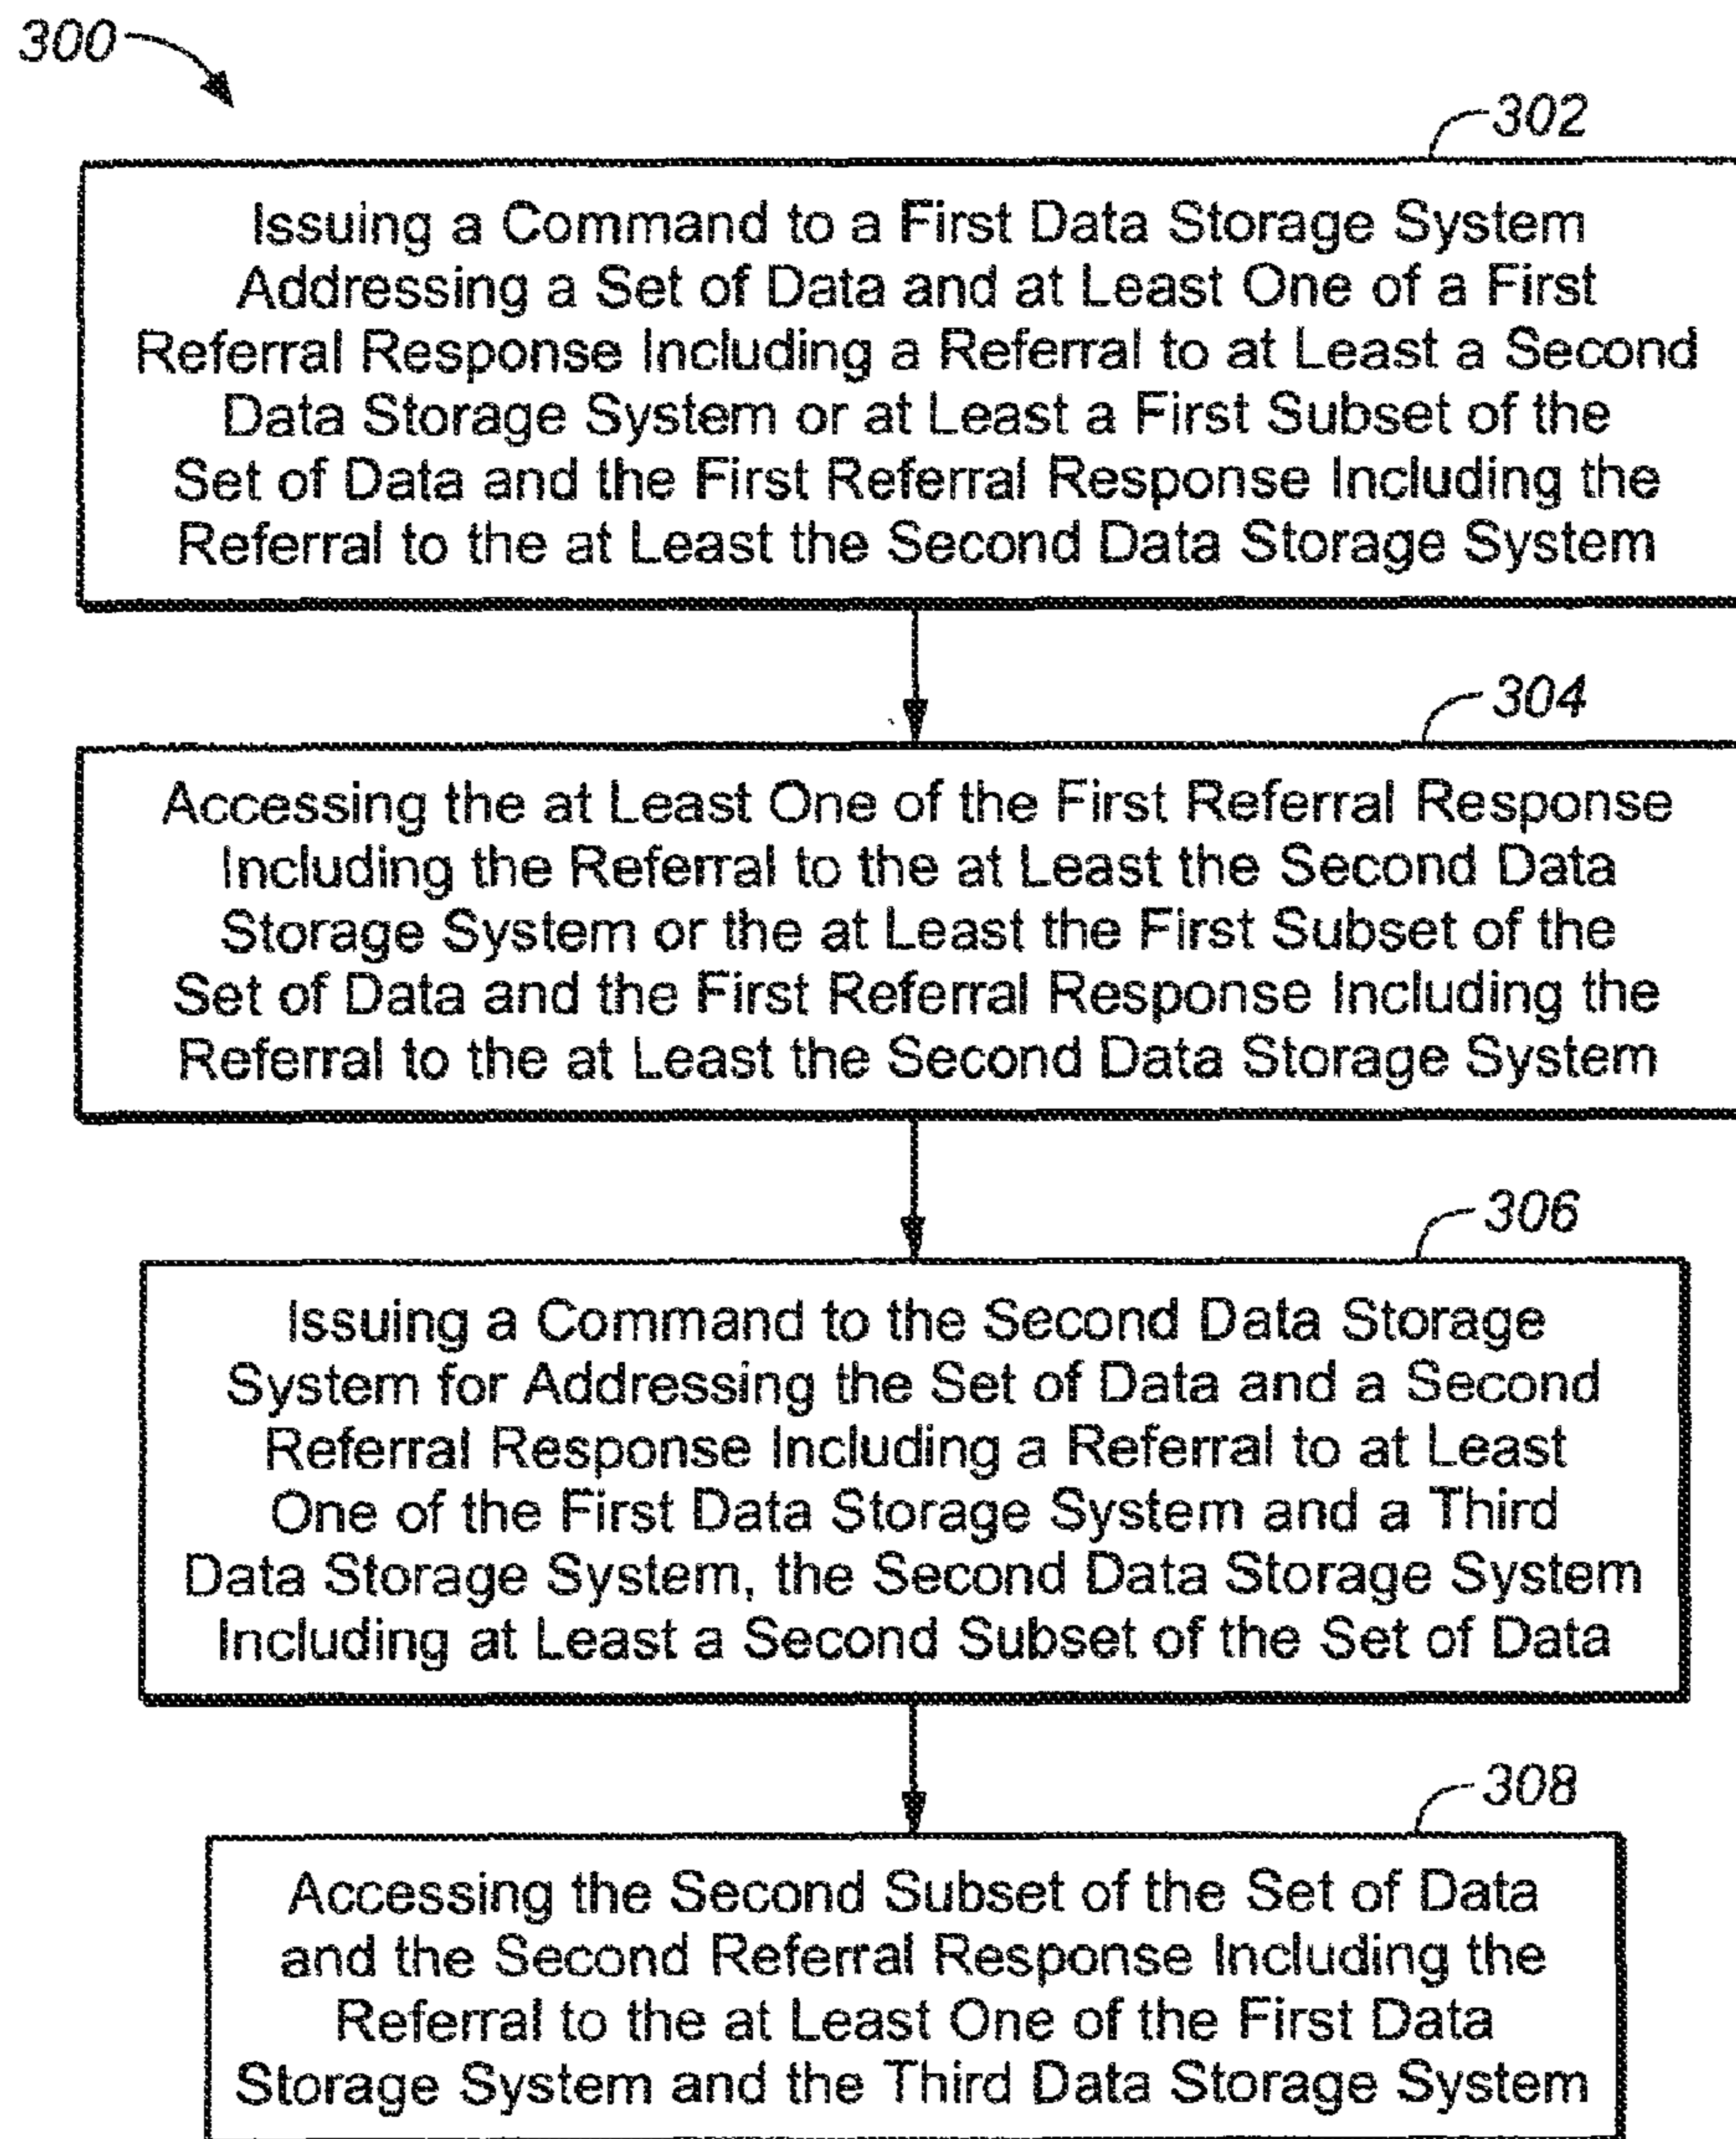 300
302
Issuing a Command to a First Data Storage System
Addressing a Set of Data and at Least One of a First
Referral Response Including a Referral to at Least a Second
Data Storage System or at Least a First Subset of the
Set of Data and the First Referral Response Including the
Referral to the at Least the Second Data Storage System
304
Accessing the at Least One of the First Referral Response
Including the Referral to the at Least the Second Data
Storage System or the at Least the First Subset of the
Set of Data and the First Referral Response Including the
Referral to the at Least the Second Data Storage System
306
Issuing a Command to the Second Data Storage
System for Addressing the Set of Data and a Second
Referral Response Including a Referral to at Least
One of the First Data Storage System and a Third
Data Storage System, the Second Data Storage System
Including at Least a Second Subset of the Set of Data
308
Accessing the Second Subset of the Set of Data
and the Second Referral Response Including the
Referral to the at Least One of the First Data
Storage System and the Third Data Storage System